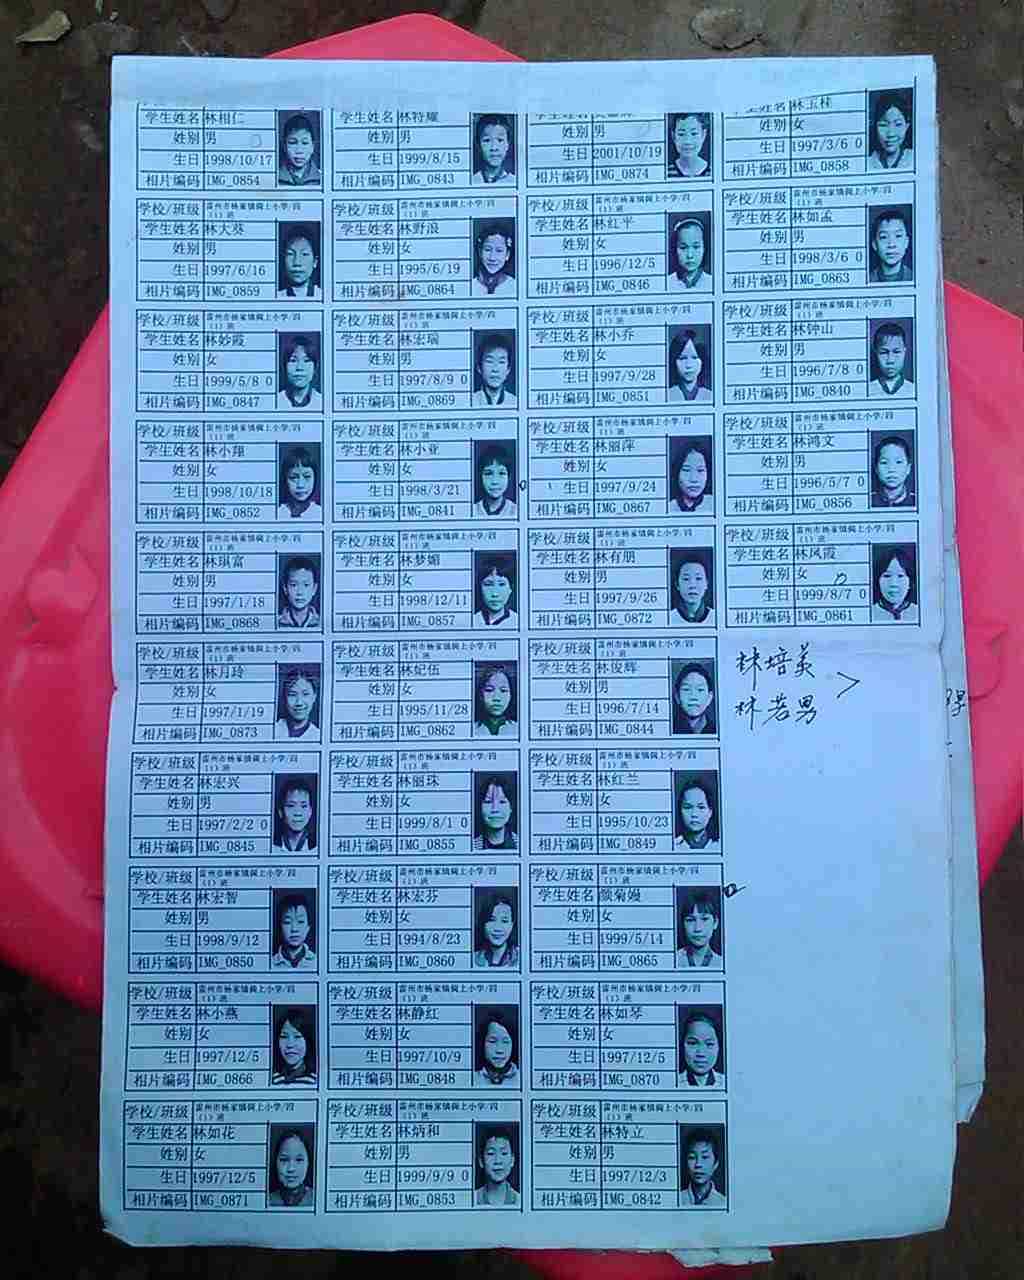 学生姓名 林相仁
姓别 男
生日 1998/10/17
相片编码 IMG_0854
学生姓名 林特耀
姓别 男
生日 1999/8/15
相片编码 IMG_0843
姓别 男
生日 2001/10/19
相片编码 IMG_0874
生姓名 林玉桂
姓别 女
生日 1997/3/6 0
相片编码 IMG_0858
学校/班级 雷州市杨家镇阔上小学/四
(1)班
学生姓名 林大葵
姓别 男
生日 1997/6/16
相片编码 IMG_0859
学校/班级 雷州市杨家镇阔上小学/四
(1)班
学生姓名 林野浪
姓别 女
生日 1995/6/19
相片编码 IMG_0864
学校/班级 雷州市杨家镇阔上小学/四
(1)班
学生姓名 林红平
姓别 女
生日 1996/12/5
相片编码 IMG_0846
学校/班级 雷州市杨家镇阔上小学/四
(1)班
学生姓名 林如孟
姓别 男
生日 1998/3/6 0
相片编码 IMG_0863
学校/班级 雷州市杨家镇阔上小学/四
(1)班
学生姓名 林妙霞
姓别 女
生日 1999/5/8 0
相片编码 IMG_0847
学校/班级 雷州市杨家镇阔上小学/四
(1)班
学生姓名 林宏瑞
姓别 男
生日 1997/8/9 0
相片编码 IMG_0869
学校/班级 雷州市杨家镇阔上小学/四
(1)班
学生姓名 林小乔
姓别 女
生日 1997/9/28
相片编码 IMG_0851
学校/班级 雷州市杨家镇阔上小学/四
(1)班
学生姓名 林钟山
姓别 男
生日 1996/7/8 0
相片编码 IMG_0840
学校/班级 雷州市杨家镇阔上小学/四
(1)班
学生姓名 林小翔
姓别 女
生日 1998/10/18
相片编码 IMG_0852
学校/班级 雷州市杨家镇阔上小学/四
(1)班
学生姓名 林小亚
姓别 女
生日 1998/3/21
相片编码 IMG_0841
学校/班级 雷州市杨家镇阔上小学/四
(1)班
学生姓名 林丽萍
姓别 女
生日 1997/9/24
相片编码 IMG_0867
学校/班级 雷州市杨家镇阔上小学/四
(1)班
学生姓名 林鸿文
姓别 男
生日 1996/5/7 0
相片编码 IMG_0856
学校/班级 雷州市杨家镇阔上小学/四
(1)班
学生姓名 林琪富
姓别 男
生日 1997/1/18
相片编码 IMG_0868
学校/班级 雷州市杨家镇阔上小学/四
(1)班
学生姓名 林梦媚
姓别 女
生日 1998/12/11
相片编码 IMG_0857
学校/班级 雷州市杨家镇阔上小学/四
(1)班
学生姓名 林有朋
姓别 男
生日 1997/9/26
相片编码 IMG_0872
学校/班级 雷州市杨家镇阔上小学/四
(1)班
学生姓名 林凤霞
姓别 女
生日 1999/8/7 0
相片编码 IMG_0861
学校/班级 雷州市杨家镇阔上小学/四
(1)班
学生姓名 林月玲
姓别 女
生日 1997/1/19
相片编码 IMG_0873
学校/班级 雷州市杨家镇阔上小学/四
(1)班
学生姓名 林妃伍
姓别 女
生日 1995/11/28
相片编码 IMG_0862
学校/班级 雷州市杨家镇阔上小学/四
(1)班
学生姓名 林俊辉
姓别 男
生日 1996/7/14
相片编码 IMG_0844
林培英
林若男
学校/班级 雷州市杨家镇阔上小学/四
(1)班
学生姓名 林宏兴
姓别 男
生日 1997/2/2 0
相片编码 IMG_0845
学校/班级 雷州市杨家镇阔上小学/四
(1)班
学生姓名 林丽珠
姓别 女
生日 1999/8/1 0
相片编码 IMG_0855
学校/班级 雷州市杨家镇阔上小学/四
(1)班
学生姓名 林红兰
姓别 女
生日 1995/10/23
相片编码 IMG_0849
学校/班级 雷州市杨家镇阔上小学/四
(1)班
学生姓名 林宏智
姓别 男
生日 1998/9/12
相片编码 IMG_0850
学校/班级 雷州市杨家镇阔上小学/四
(1)班
学生姓名 林宏芬
姓别 女
生日 1994/8/23
相片编码 IMG_0860
学校/班级 雷州市杨家镇阔上小学/四
(1)班
学生姓名 颜菊嫚
姓别 女
生日 1999/5/14
相片编码 IMG_0865
学校/班级 雷州市杨家镇阔上小学/四
(1)班
学生姓名 林小燕
姓别 女
生日 1997/12/5
相片编码 IMG_0866
学校/班级 雷州市杨家镇阔上小学/四
(1)班
学生姓名 林静红
姓别 女
生日 1997/10/9
相片编码 IMG_0848
学校/班级 雷州市杨家镇阔上小学/四
(1)班
学生姓名 林如琴
姓别 女
生日 1997/12/5
相片编码 IMG_0870
学校/班级 雷州市杨家镇阔上小学/四
(1)班
学生姓名 林如花
姓别 女
生日 1997/12/5
相片编码 IMG_0871
学校/班级 雷州市杨家镇阔上小学/四
(1)班
学生姓名 林炳和
姓别 男
生日 1999/9/9 0
相片编码 IMG_0853
学校/班级 雷州市杨家镇阔上小学/四
(1)班
学生姓名 林特立
姓别 男
生日 1997/12/3
相片编码 IMG_0842